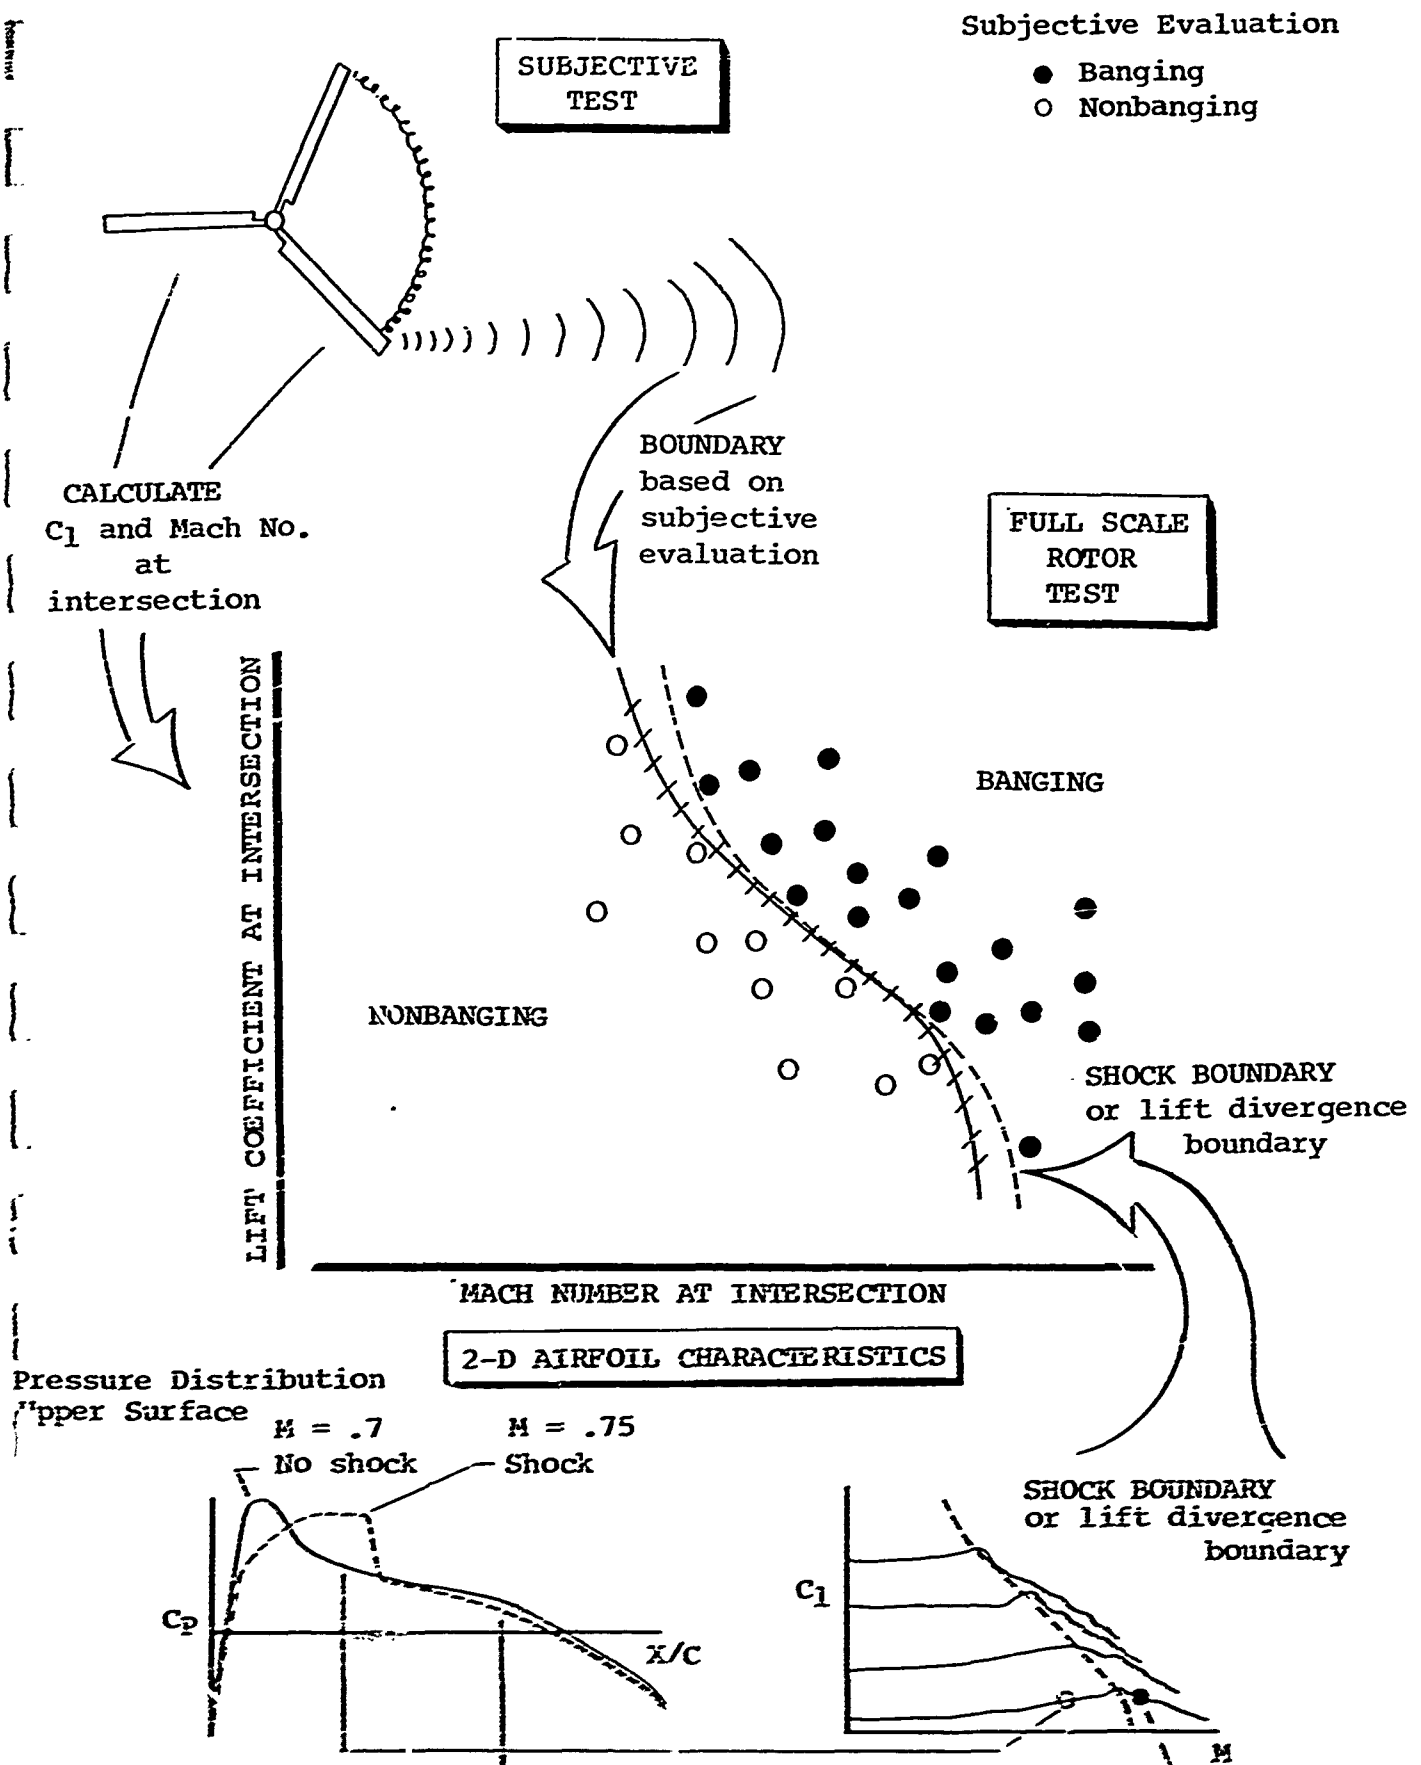 Subjective Evaluation
● Banging
○ Nonbanging
SUBJECTIVE
TEST
BOUNDARY
based on
subjective
evaluation
CALCULATE
C1 and Mach No.
at
intersection
FULL SCALE
ROTOR
TEST
LIFT COEFFICIENT AT INTERSECTION
BANGING
NONBANGING
SHOCK BOUNDARY
or lift divergence
boundary
MACH NUMBER AT INTERSECTION
2-D AIRFOIL CHARACTERISTICS
Pressure Distribution
Upper Surface
M = .7
No shock
M = .75
Shock
Cp
X/C
SHOCK BOUNDARY
or lift divergence
boundary
C1
M